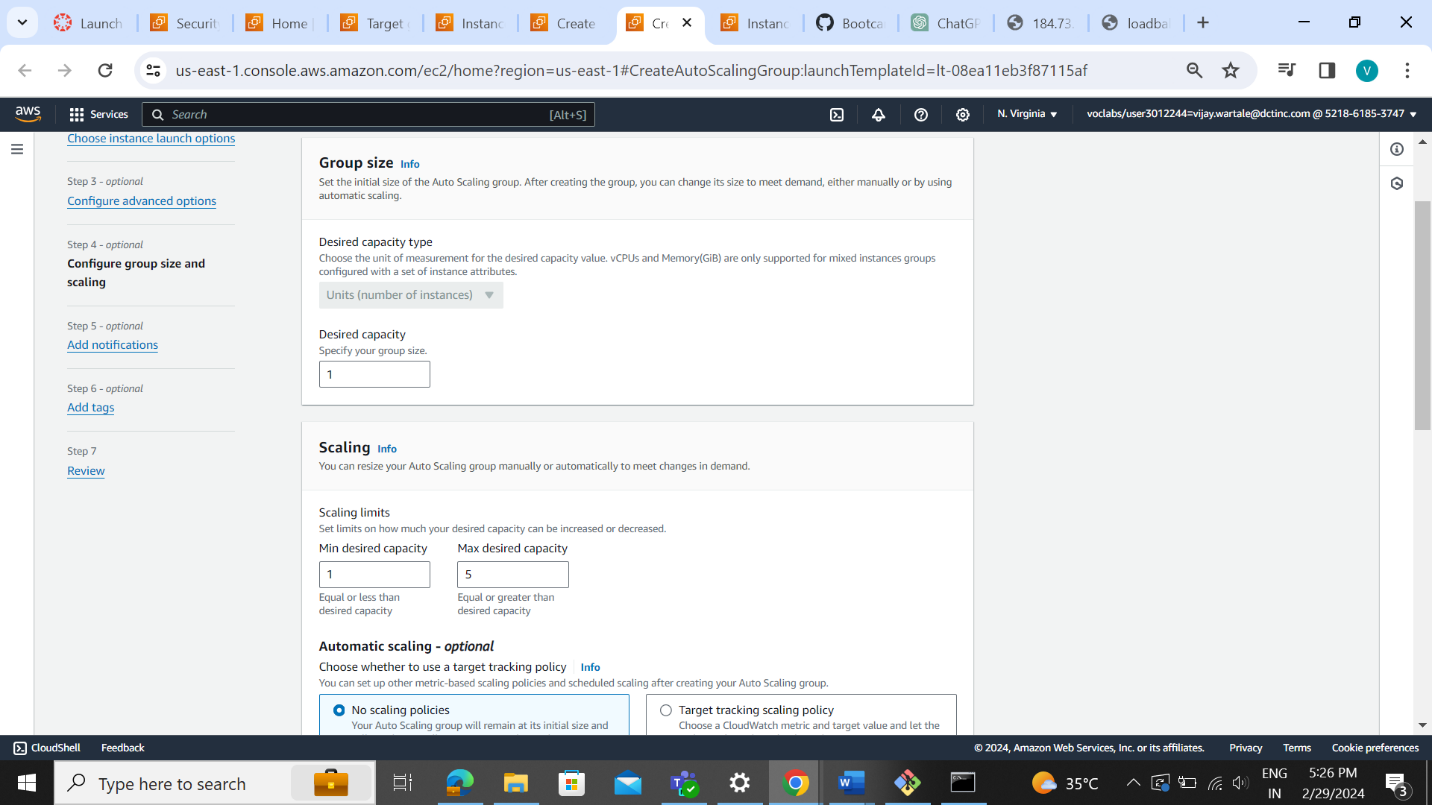 Launch
Securit
Home
Target
Instanc
Create
Cr
Instanc
Bootca
ChatGP
184.73.
loadba
us-east-1.console.aws.amazon.com/ec2/home?region=us-east-1#CreateAutoScalingGroup:launchTemplateId=lt-08ea11eb3f87115af
V
aws
Services
Search
[Alt+S]
N. Virginia
voclabs/user3012244=vijay.wartale@dctinc.com @ 5218-6185-3747
Choose instance launch options
Step 3 - optional
Configure advanced options
Step 4 - optional
Configure group size and
scaling
Step 5 - optional
Add notifications
Step 6 - optional
Add tags
Step 7
Review
Group size Info
Set the initial size of the Auto Scaling group. After creating the group, you can change its size to meet demand, either manually or by using
automatic scaling.
Desired capacity type
Choose the unit of measurement for the desired capacity value. vCPUs and Memory(GiB) are only supported for mixed instances groups
configured with a set of instance attributes.
Units (number of instances)
Desired capacity
Specify your group size.
1
Scaling Info
You can resize your Auto Scaling group manually or automatically to meet changes in demand.
Scaling limits
Set limits on how much your desired capacity can be increased or decreased.
Min desired capacity
Max desired capacity
1
5
Equal or less than
desired capacity
Equal or greater than
desired capacity
Automatic scaling - optional
Choose whether to use a target tracking policy Info
You can set up other metric-based scaling policies and scheduled scaling after creating your Auto Scaling group.
No scaling policies
Your Auto Scaling group will remain at its initial size and
Target tracking scaling policy
Choose a CloudWatch metric and target value and let the
CloudShell
Feedback
© 2024, Amazon Web Services, Inc. or its affiliates.
Privacy
Terms
Cookie preferences
Type here to search
35°C
ENG
IN
5:26 PM
2/29/2024
3